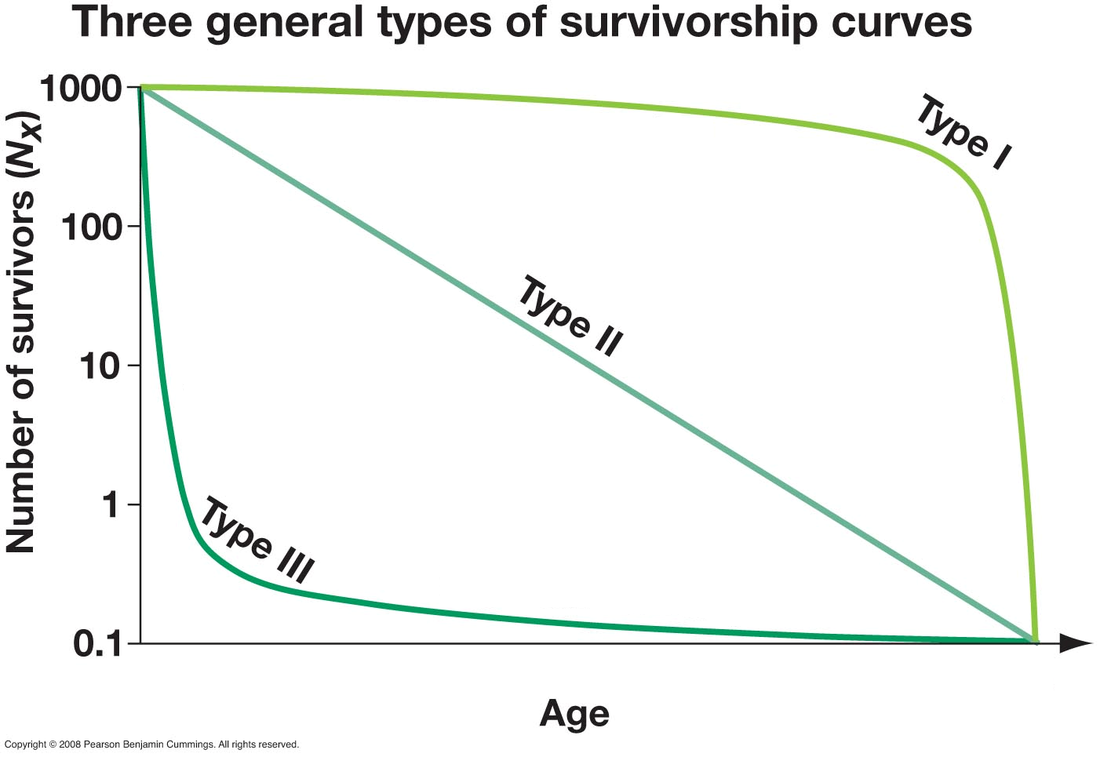 Three general types of survivorship curves
Number of survivors (Nx)
1000
100
10
1
0.1
Type I
Type II
Type III
Age
Copyright © 2008 Pearson Benjamin Cummings. All rights reserved.